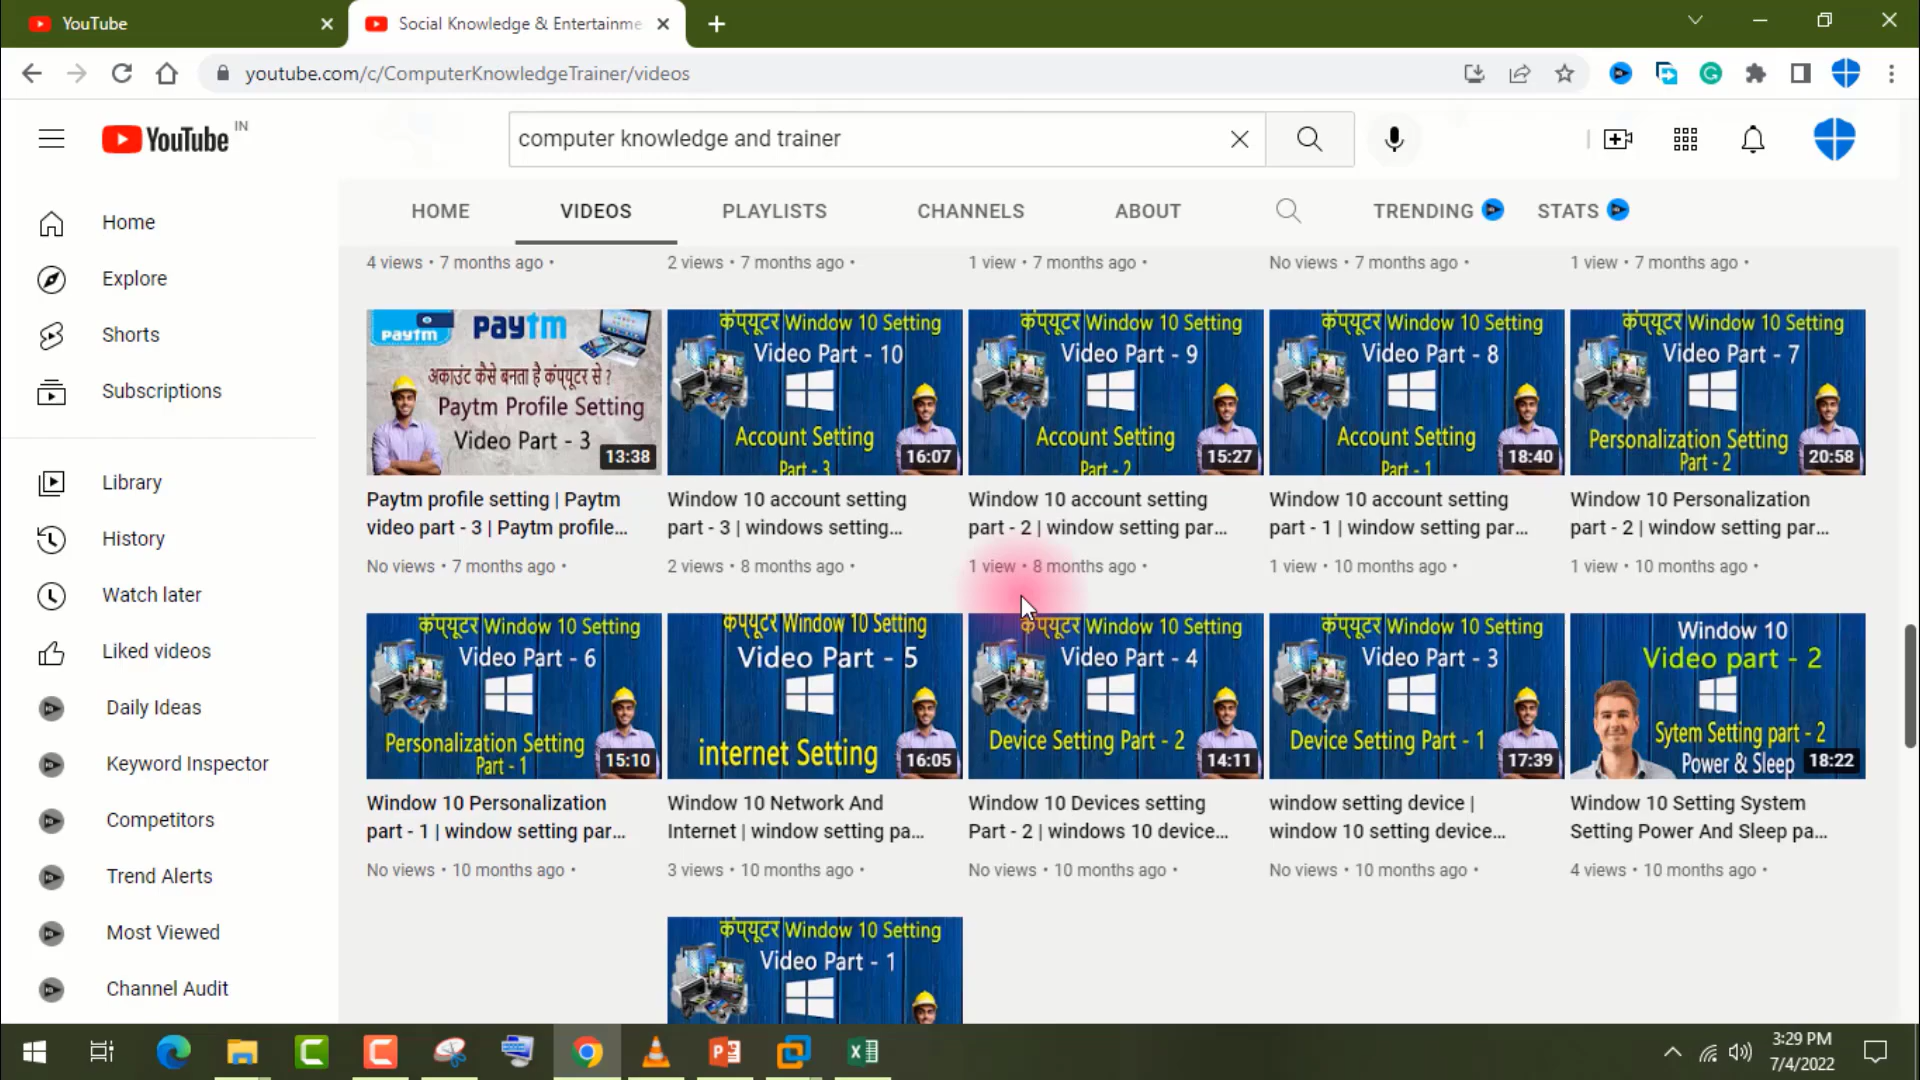 YouTube
Social Knowledge & Entertainme
youtube.com/c/ComputerKnowledgeTrainer/videos
YouTube IN
computer knowledge and trainer
HOME VIDEOS PLAYLISTS CHANNELS ABOUT TRENDING STATS
Home
Explore
Shorts
Subscriptions
Library
History
Watch later
Liked videos
Daily Ideas
Keyword Inspector
Competitors
Trend Alerts
Most Viewed
Channel Audit
4 views • 7 months ago •
2 views • 7 months ago •
1 view • 7 months ago •
No views • 7 months ago •
1 view • 7 months ago •
paytm paytm
अकाउंट कैसे बनता है कंप्यूटर से ?
Paytm Profile Setting
Video Part - 3
13:38
Paytm profile setting | Paytm
video part - 3 | Paytm profile...
No views • 7 months ago •
कंप्यूटर Window 10 Setting
Video Part - 10
Account Setting
Part - 3
16:07
Window 10 account setting
part - 3 | windows setting...
2 views • 8 months ago •
कंप्यूटर Window 10 Setting
Video Part - 9
Account Setting
Part - 2
15:27
Window 10 account setting
part - 2 | window setting par...
1 view • 8 months ago •
कंप्यूटर Window 10 Setting
Video Part - 8
Account Setting
Part - 1
18:40
Window 10 account setting
part - 1 | window setting par...
1 view • 10 months ago •
कंप्यूटर Window 10 Setting
Video Part - 7
Personalization Setting
Part - 2
20:58
Window 10 Personalization
part - 2 | window setting par...
1 view • 10 months ago •
कंप्यूटर Window 10 Setting
Video Part - 6
Personalization Setting
Part - 1
15:10
Window 10 Personalization
part - 1 | window setting par...
No views • 10 months ago •
कंप्यूटर Window 10 Setting
Video Part - 5
internet Setting
16:05
Window 10 Network And
Internet | window setting pa...
3 views • 10 months ago •
कंप्यूटर Window 10 Setting
Video Part - 4
Device Setting Part - 2
14:11
Window 10 Devices setting
Part - 2 | windows 10 device...
No views • 10 months ago •
कंप्यूटर Window 10 Setting
Video Part - 3
Device Setting Part - 1
17:39
window setting device |
window 10 setting device...
No views • 10 months ago •
Window 10
Video part - 2
Sytem Setting part - 2
Power & Sleep
18:22
Window 10 Setting System
Setting Power And Sleep pa...
4 views • 10 months ago •
कंप्यूटर Window 10 Setting
Video Part - 1
3:29 PM
7/4/2022